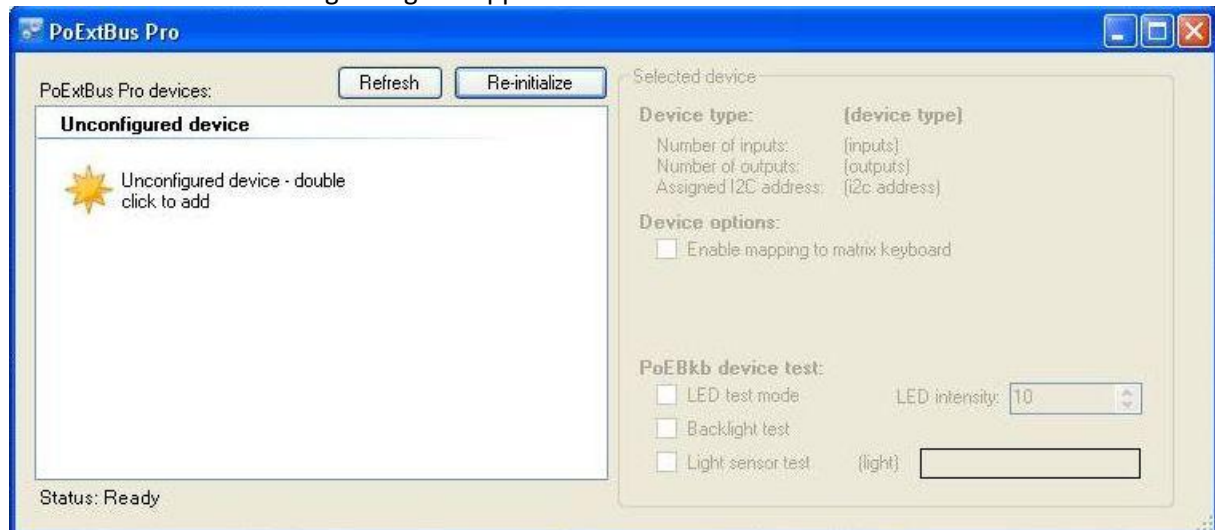 PoExtBus Pro
PoExtBus Pro devices:
Refresh
Re-initialize
Unconfigured device
Unconfigured device - double
click to add
Status: Ready
Selected device
Device type: (device type)
Number of inputs: (inputs)
Number of outputs: (outputs)
Assigned I2C address: (i2c address)
Device options:
Enable mapping to matrix keyboard
PoEBkb device test:
LED test mode
LED intensity: 10
Backlight test
Light sensor test (light)